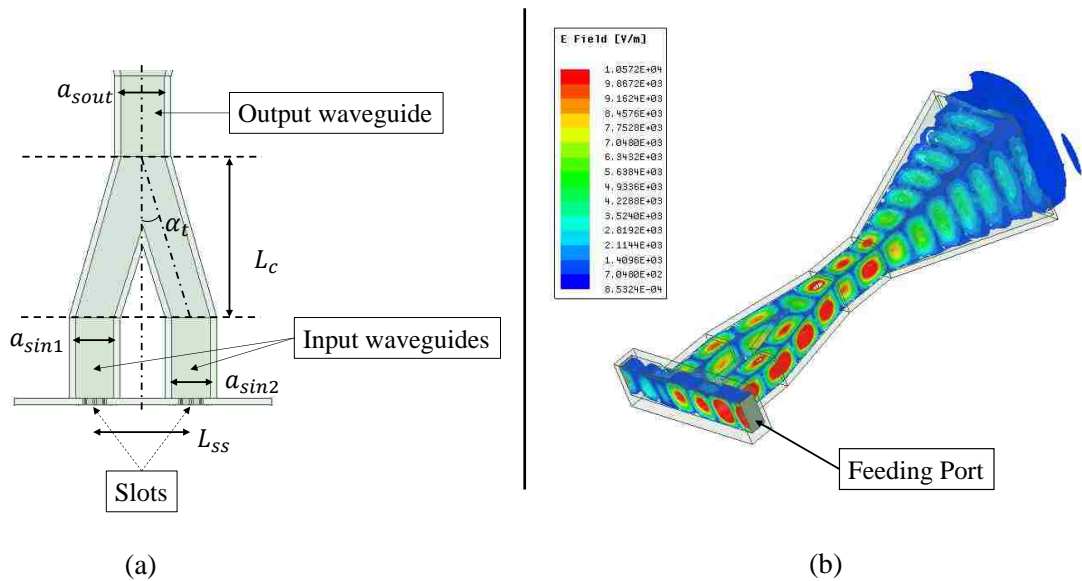 a_sout
Output waveguide
α_t
L_c
a_sin1
Input waveguides
a_sin2
L_ss
Slots
(a)
E Field [V/m]
1.0572E+04
9.8672E+03
9.1624E+03
8.4576E+03
7.7528E+03
7.0480E+03
6.3432E+03
5.6384E+03
4.9336E+03
4.2288E+03
3.5240E+03
2.8192E+03
2.1144E+03
1.4096E+03
7.0480E+02
8.5324E-04
Feeding Port
(b)